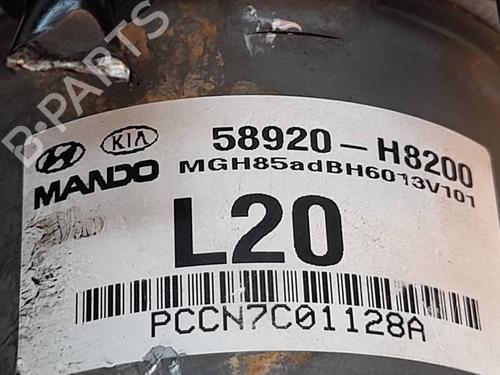 B-PARTS
KIA 58920-H8200
MANDO MGH85adBH6013V101
L20
PCCN7C01128A